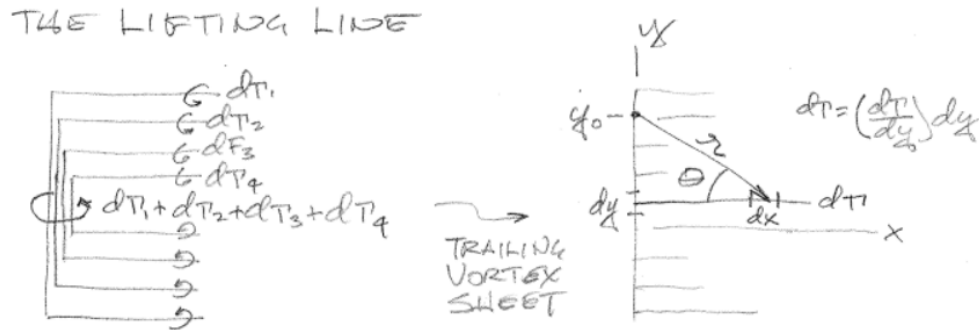 THE LIFTING LINE
dΓ₁
dΓ₂
dΓ₃
dΓ₄
dΓ₁+dΓ₂+dΓ₃+dΓ₄
TRAILING
VORTEX
SHEET
y
y₀
r
θ
dy
dx
dΓ
x
dΓ=(dΓ/dy)dy